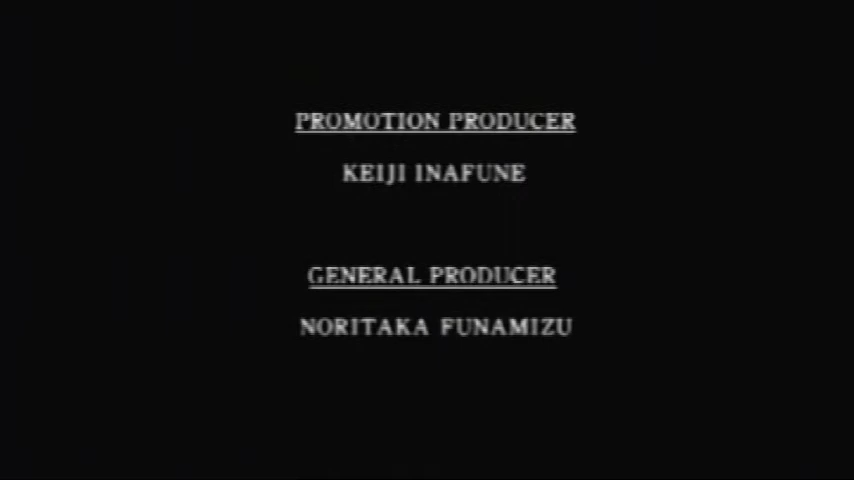 PROMOTION PRODUCER
KEIJI INAFUNE
GENERAL PRODUCER
NORITAKA FUNAMIZU